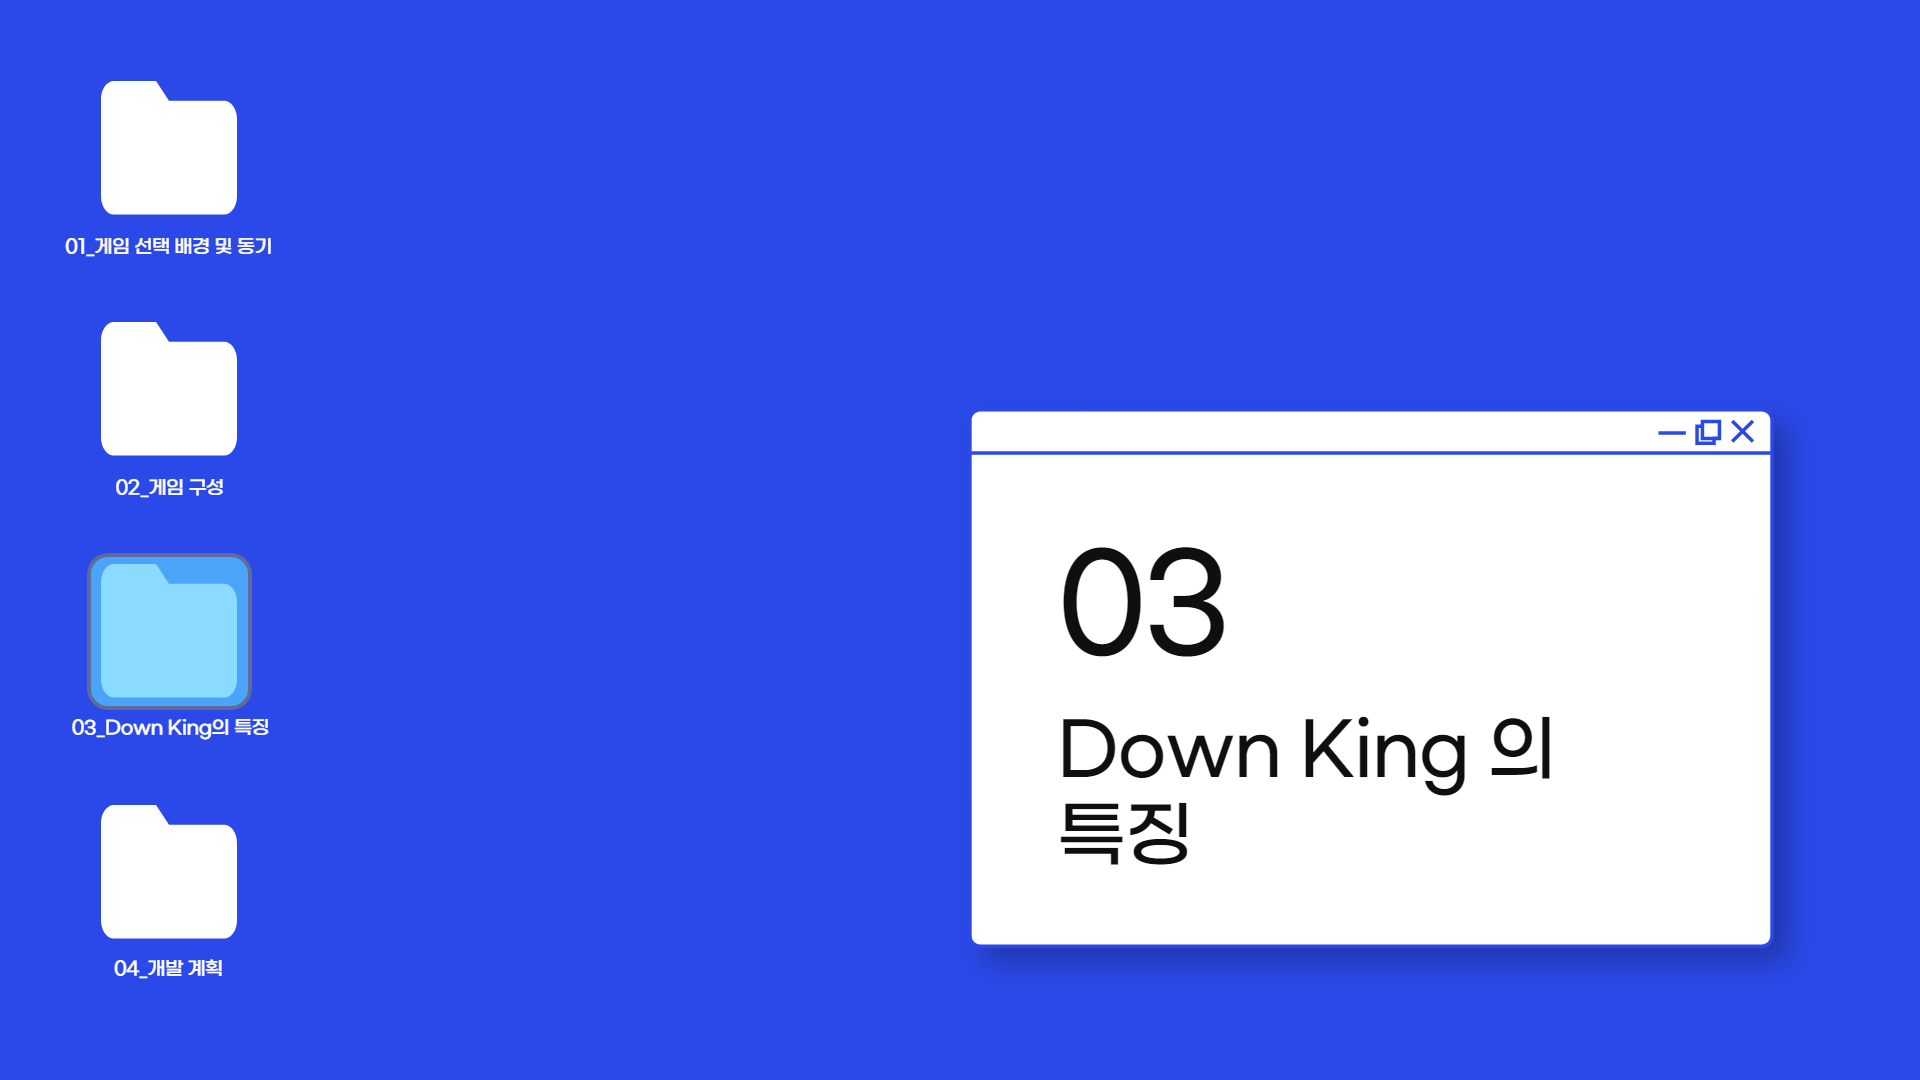 01_게임 선택 배경 및 동기
02_게임 구성
03_Down King의 특징
04_개발 계획
03
Down King 의
특징